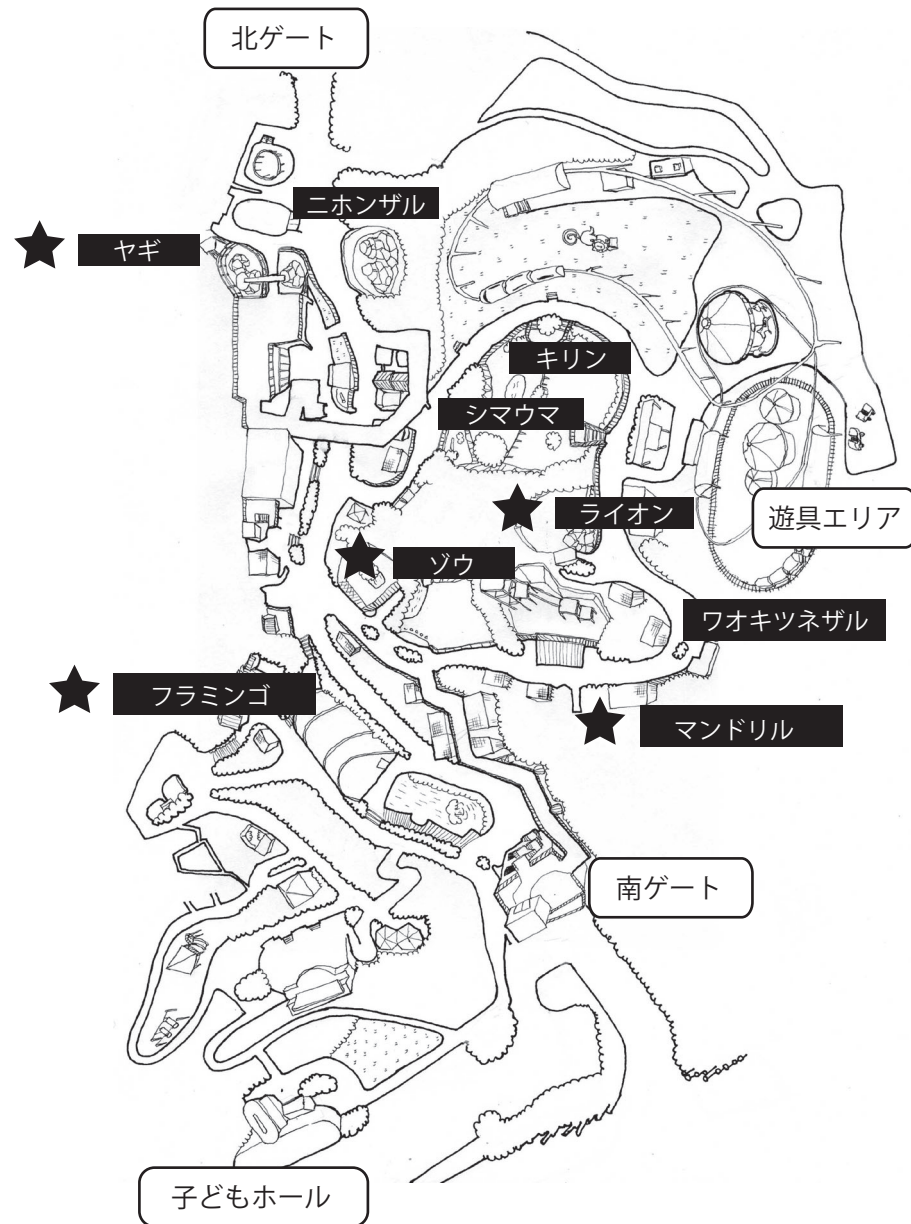 北ゲート
ニホンザル
ヤギ
キリン
シマウマ
ライオン
遊具エリア
ゾウ
ワオキツネザル
フラミンゴ
マンドリル
南ゲート
子どもホール